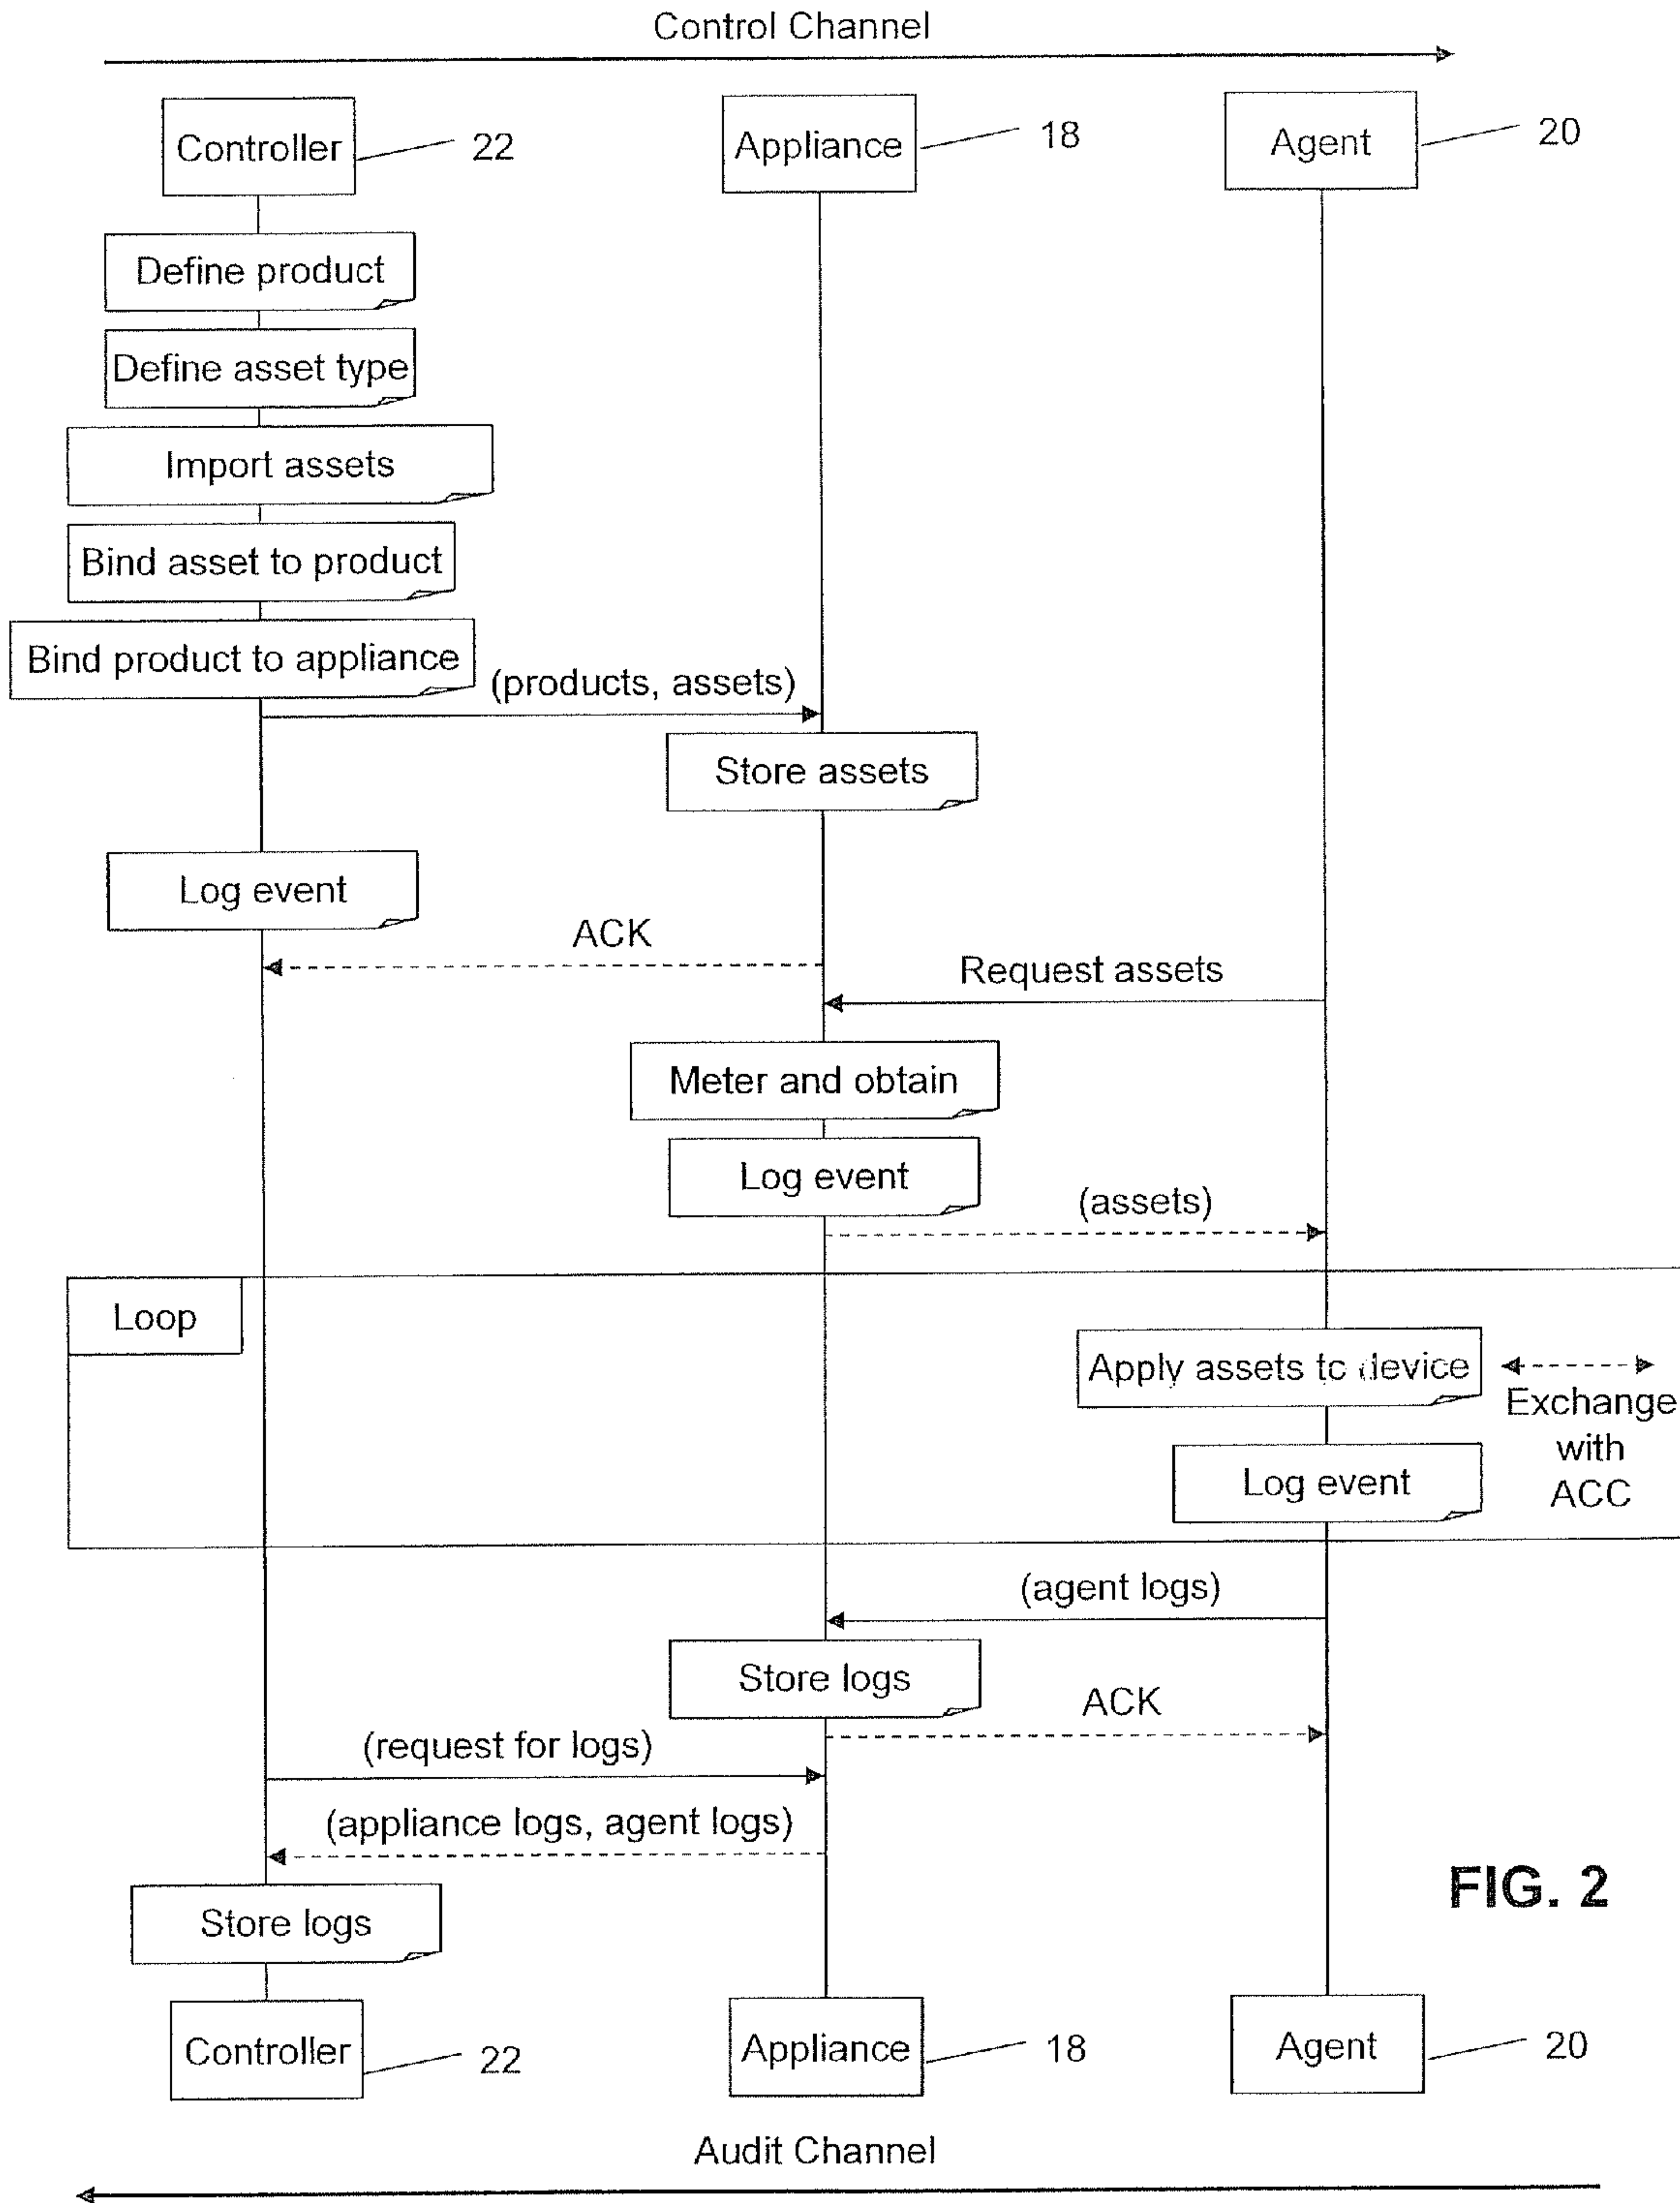 Control Channel
Controller 22
Appliance 18
Agent 20
Define product
Define asset type
Import assets
Bind asset to product
Bind product to appliance
(products, assets)
Store assets
Log event
ACK
Request assets
Meter and obtain
Log event
(assets)
Loop
Apply assets to device
Exchange
with
ACC
Log event
(agent logs)
Store logs
ACK
(request for logs)
(appliance logs, agent logs)
Store logs
FIG. 2
Controller 22
Appliance 18
Agent 20
Audit Channel